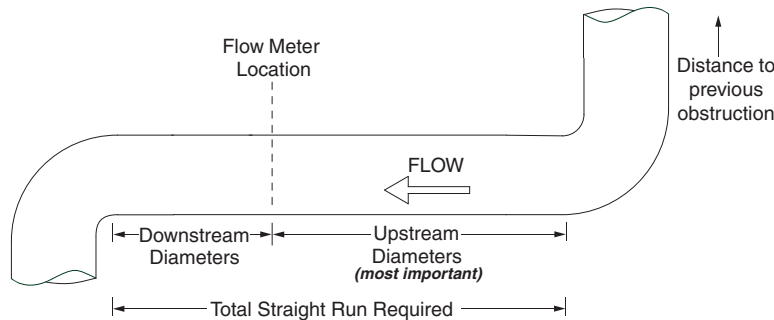 Flow Meter
Location
Distance to
previous
obstruction
FLOW
Downstream
Diameters
Upstream
Diameters
(most important)
Total Straight Run Required